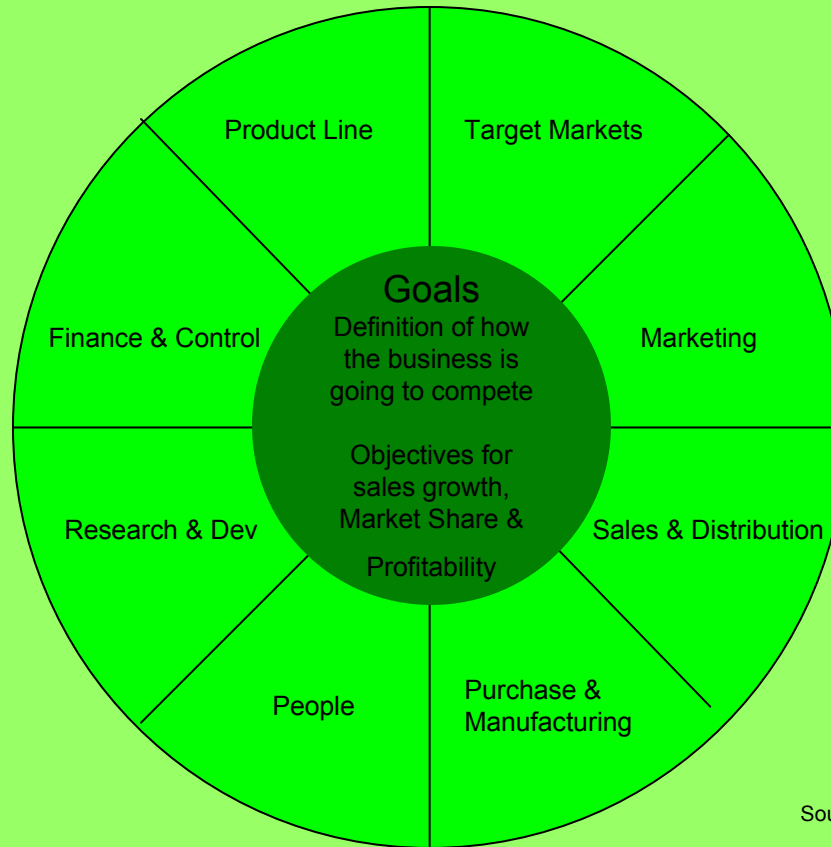 Product Line
Target Markets
Finance & Control
Goals
Definition of how
the business is
going to compete
Objectives for
sales growth,
Market Share &
Profitability
Marketing
Research & Dev
Sales & Distribution
People
Purchase &
Manufacturing